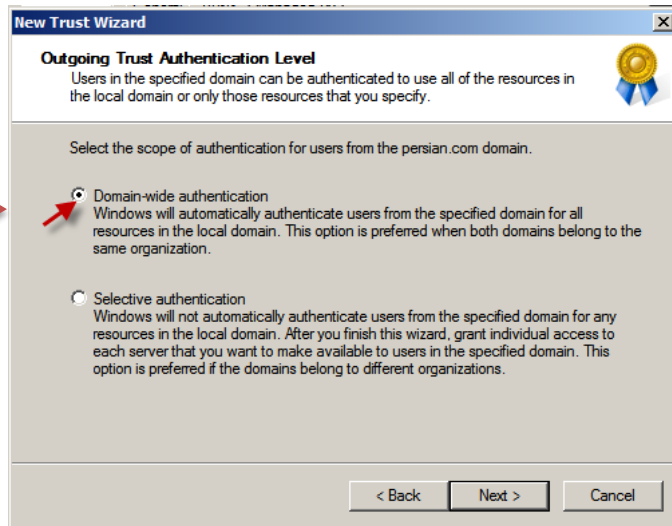 New Trust Wizard
Outgoing Trust Authentication Level
Users in the specified domain can be authenticated to use all of the resources in
the local domain or only those resources that you specify.
Select the scope of authentication for users from the persian.com domain.
Domain-wide authentication
Windows will automatically authenticate users from the specified domain for all
resources in the local domain. This option is preferred when both domains belong to the
same organization.
Selective authentication
Windows will not automatically authenticate users from the specified domain for any
resources in the local domain. After you finish this wizard, grant individual access to
each server that you want to make available to users in the specified domain. This
option is preferred if the domains belong to different organizations.
< Back Next > Cancel